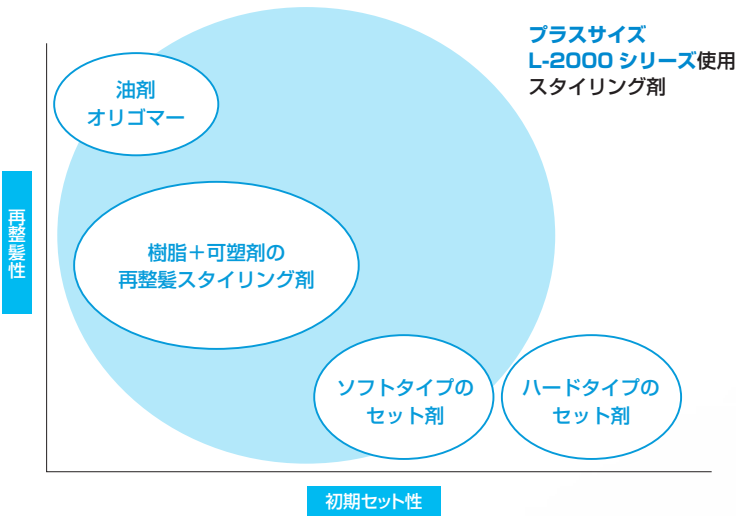 プラスサイズ
L-2000 シリーズ使用
スタイリング剤
油剤
オリゴマー
再整髪性
樹脂＋可塑剤の
再整髪スタイリング剤
ソフトタイプの
セット剤
ハードタイプの
セット剤
初期セット性